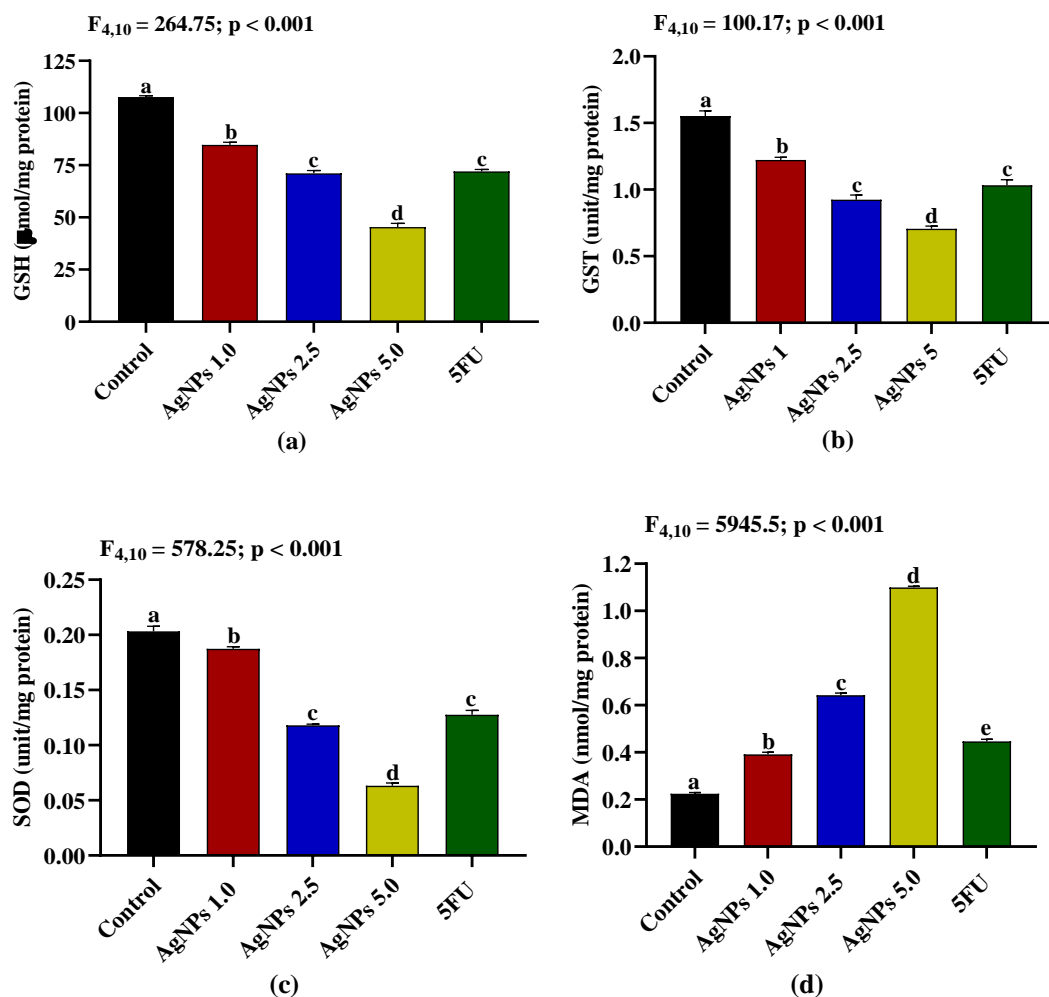 F4,10 = 264.75; p < 0.001
GSH (mol/mg protein)
125
100
75
50
25
0
a
b
c
d
c
Control
AgNPs 1.0
AgNPs 2.5
AgNPs 5.0
5FU
(a)
F4,10 = 100.17; p < 0.001
GST (unit/mg protein)
2.0
1.5
1.0
0.5
0.0
a
b
c
d
c
Control
AgNPs 1
AgNPs 2.5
AgNPs 5
5FU
(b)
F4,10 = 578.25; p < 0.001
SOD (unit/mg protein)
0.25
0.20
0.15
0.10
0.05
0.00
a
b
c
d
c
Control
AgNPs 1.0
AgNPs 2.5
AgNPs 5.0
5FU
(c)
F4,10 = 5945.5; p < 0.001
MDA (nmol/mg protein)
1.2
1.0
0.8
0.6
0.4
0.2
0.0
a
b
c
d
e
Control
AgNPs 1.0
AgNPs 2.5
AgNPs 5.0
5FU
(d)